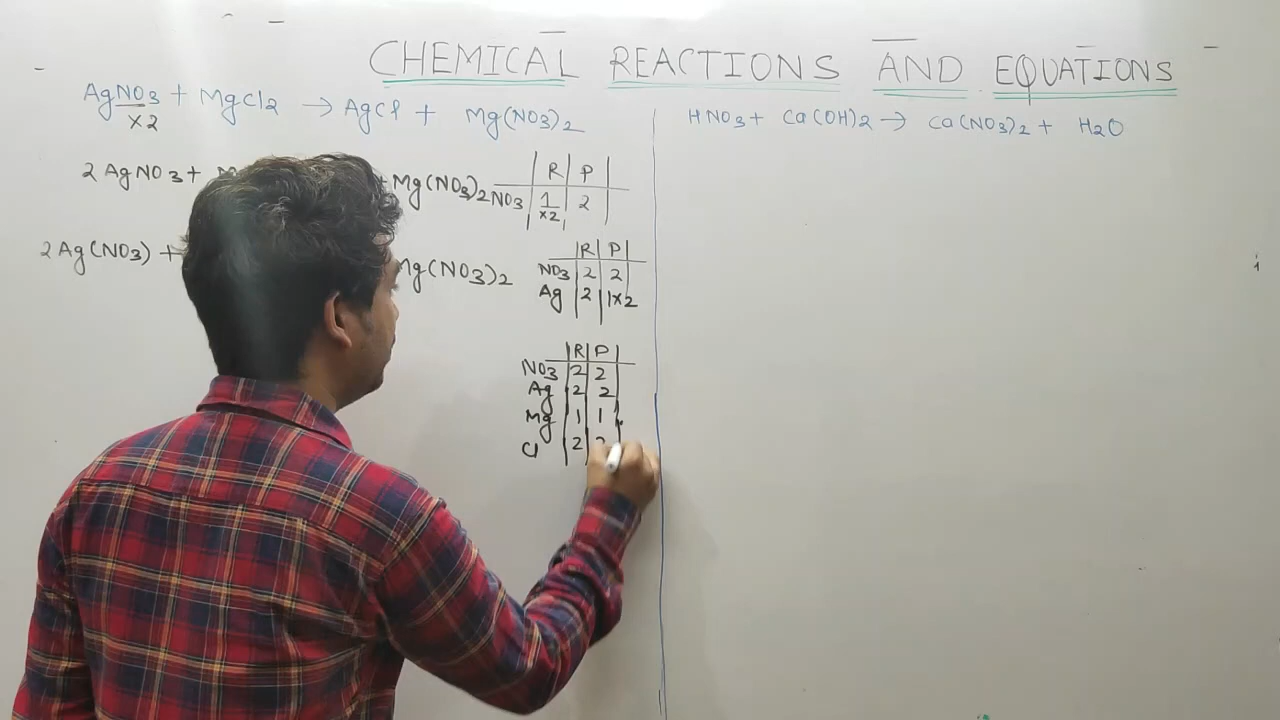 CHEMICAL REACTIONS AND EQUATIONS
AgNO3 + MgCl2 → AgCl + Mg(NO3)2
×2
2AgNO3 +
+Mg(NO3)2
R P
NO3 1 2
×2
2Ag(NO3) +
Mg(NO3)2
R P
NO3 2 2
Ag 2 1×2
R P
NO3 2 2
Ag 2 2
Mg 1 1
Cl 2
HNO3 + Ca(OH)2 → Ca(NO3)2 + H2O